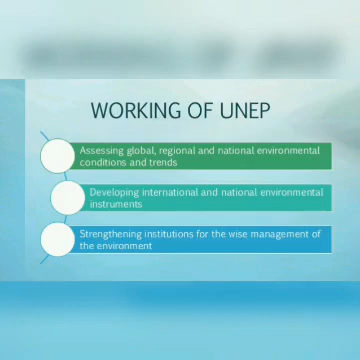 WORKING OF UNEP
Assessing global, regional and national environmental
conditions and trends
Developing international and national environmental
instruments
Strengthening institutions for the wise management of
the environment